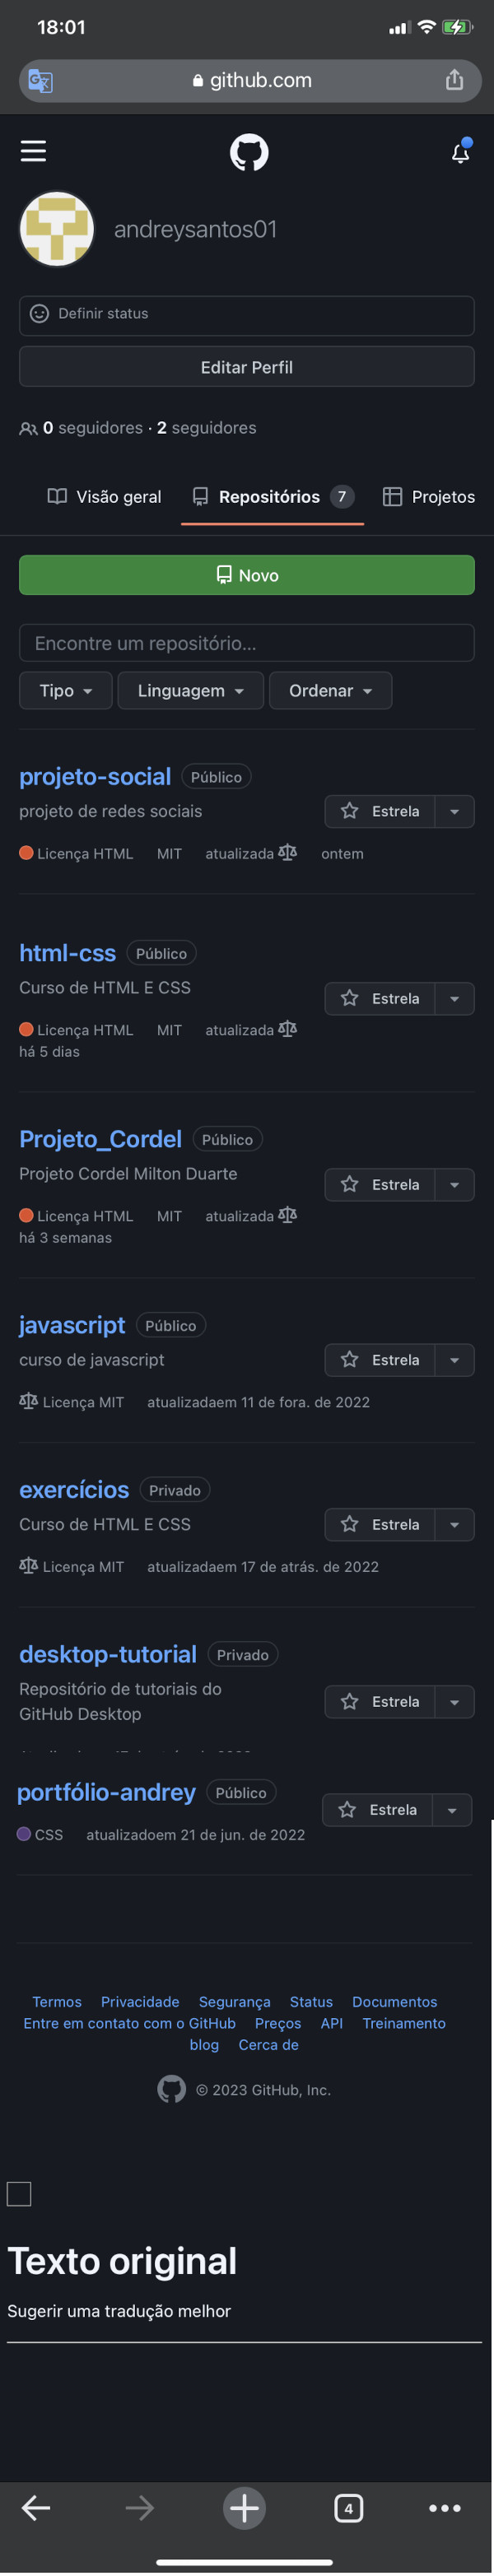 18:01
github.com
andreysantos01
Definir status
Editar Perfil
0 seguidores · 2 seguidores
Visão geral Repositórios 7 Projetos
Novo
Encontre um repositório...
Tipo Linguagem Ordenar
projeto-social Público
projeto de redes sociais
Estrela
Licença HTML MIT atualizada ontem
html-css Público
Curso de HTML E CSS
Estrela
Licença HTML MIT atualizada
há 5 dias
Projeto_Cordel Público
Projeto Cordel Milton Duarte
Estrela
Licença HTML MIT atualizada
há 3 semanas
javascript Público
curso de javascript
Estrela
Licença MIT atualizadaem 11 de fora. de 2022
exercícios Privado
Curso de HTML E CSS
Estrela
Licença MIT atualizadaem 17 de atrás. de 2022
desktop-tutorial Privado
Repositório de tutoriais do
GitHub Desktop
Estrela
portfólio-andrey Público
Estrela
CSS atualizadoem 21 de jun. de 2022
Termos Privacidade Segurança Status Documentos
Entre em contato com o GitHub Preços API Treinamento
blog Cerca de
© 2023 GitHub, Inc.
Texto original
Sugerir uma tradução melhor
4